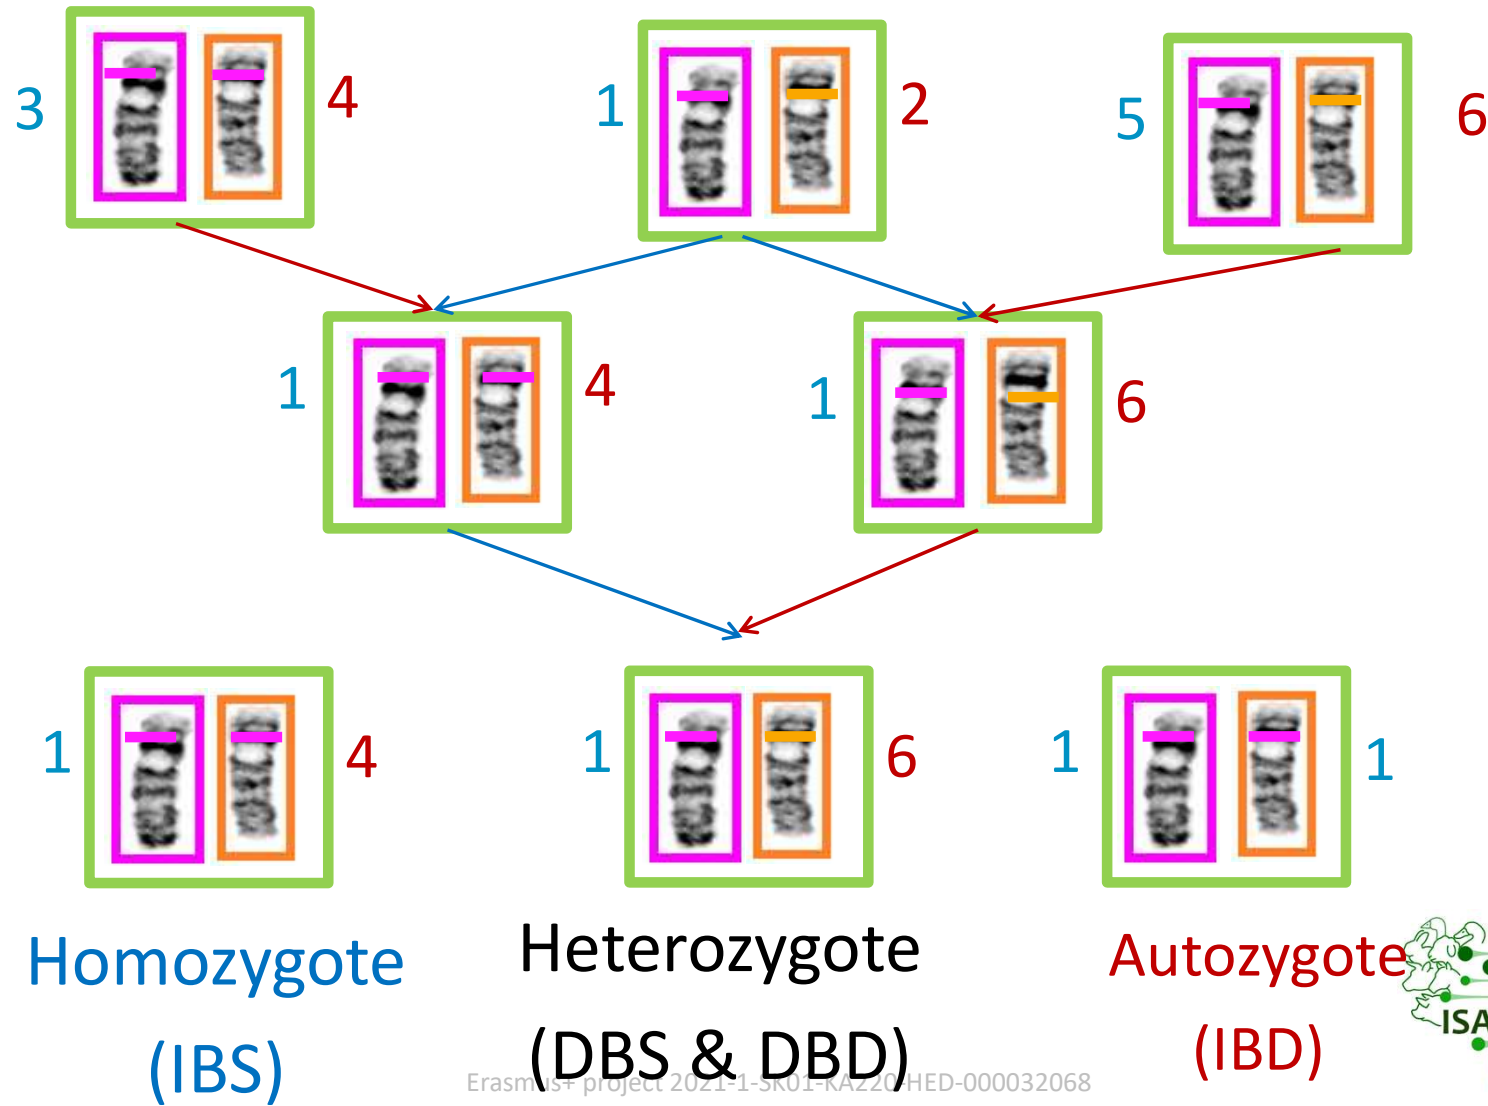 3 4 1 2 5 6
1 4 1 6
1 4 1 6 1 1
Homozygote Heterozygote Autozygote
(IBS) (DBS & DBD) (IBD)
Erasmus+ project 2021-1-SK01-KA220-HED-000032068